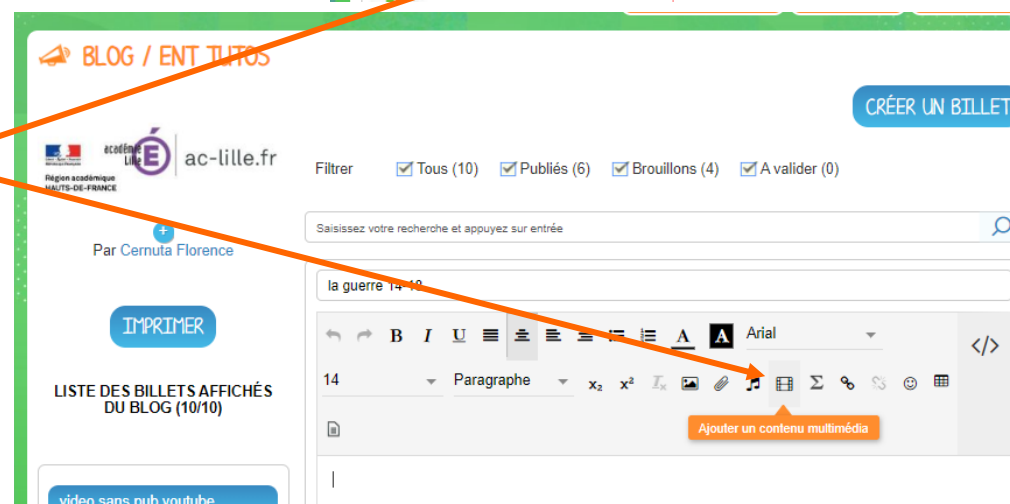 BLOG / ENT TUTOS
CRÉER UN BILLET
Région académique
HAUTS-DE-FRANCE
académie
Lille
ac-lille.fr
Filtrer Tous (10) Publiés (6) Brouillons (4) A valider (0)
Saisissez votre recherche et appuyez sur entrée
Par Cernuta Florence
la guerre 14-18
IMPRIMER
B I U A A Arial </>
14 Paragraphe x₂ x² Tₓ Σ
Ajouter un contenu multimédia
LISTE DES BILLETS AFFICHÉS
DU BLOG (10/10)
video sans pub youtube